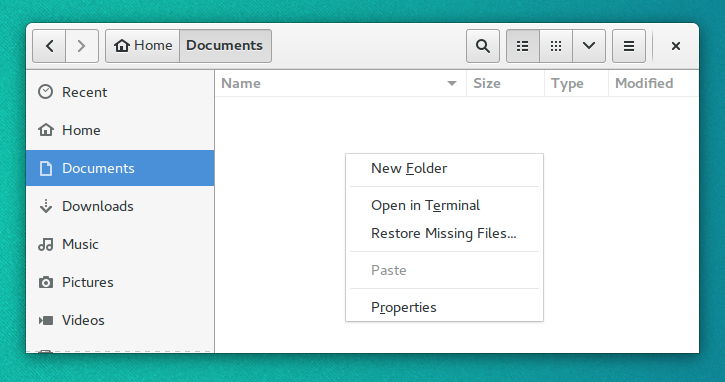 Home Documents
Name Size Type Modified
Recent
Home
Documents
Downloads
Music
Pictures
Videos
New Folder
Open in Terminal
Restore Missing Files...
Paste
Properties